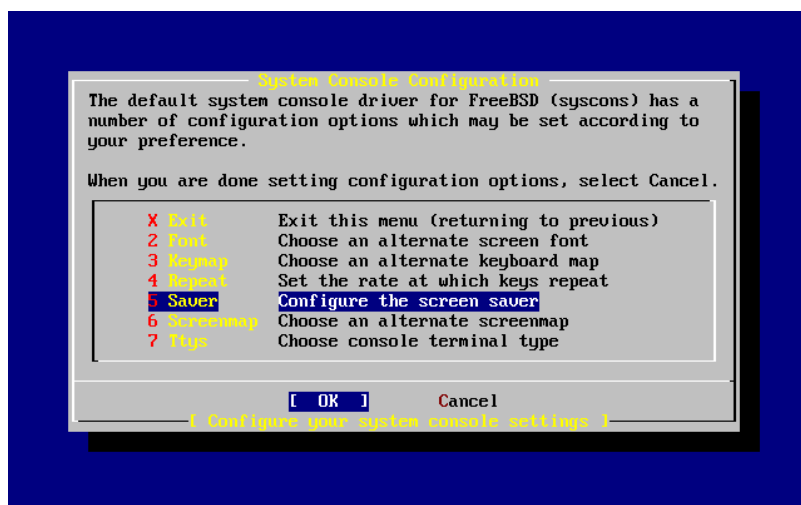 System Console Configuration
The default system console driver for FreeBSD (syscons) has a
number of configuration options which may be set according to
your preference.
When you are done setting configuration options, select Cancel.
X Exit Exit this menu (returning to previous)
2 Font Choose an alternate screen font
3 Keymap Choose an alternate keyboard map
4 Repeat Set the rate at which keys repeat
5 Saver Configure the screen saver
6 Screenmap Choose an alternate screenmap
7 Ttys Choose console terminal type
[ OK ] Cancel
[ Configure your system console settings ]